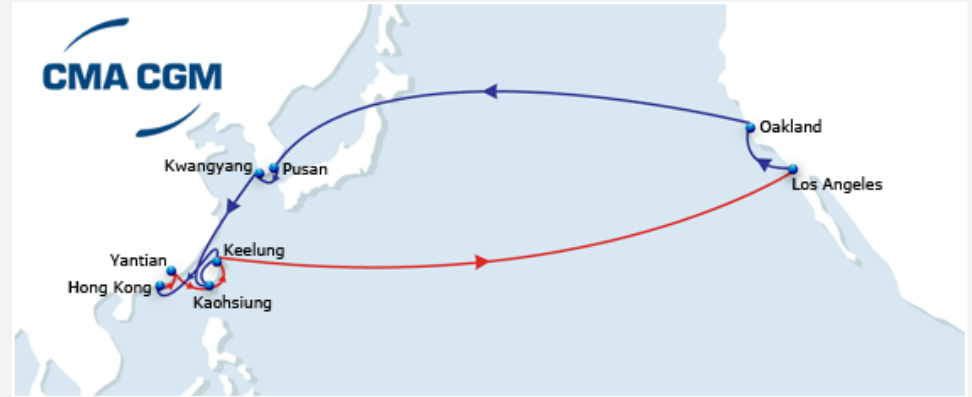 CMA CGM
Oakland
Kwangyang
Pusan
Los Angeles
Keelung
Yantian
Hong Kong
Kaohsiung